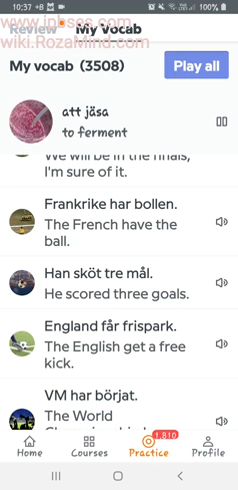 10:37 +B
100%
www.inbses.com
Review My Vocab
wiki.RozaMind.com
My vocab (3508) Play all
att jäsa
to ferment
We will be in the finals,
I'm sure of it.
Frankrike har bollen.
The French have the
ball.
Han sköt tre mål.
He scored three goals.
England får frispark.
The English get a free
kick.
VM har börjat.
The World
1,810
Home Courses Practice Profile